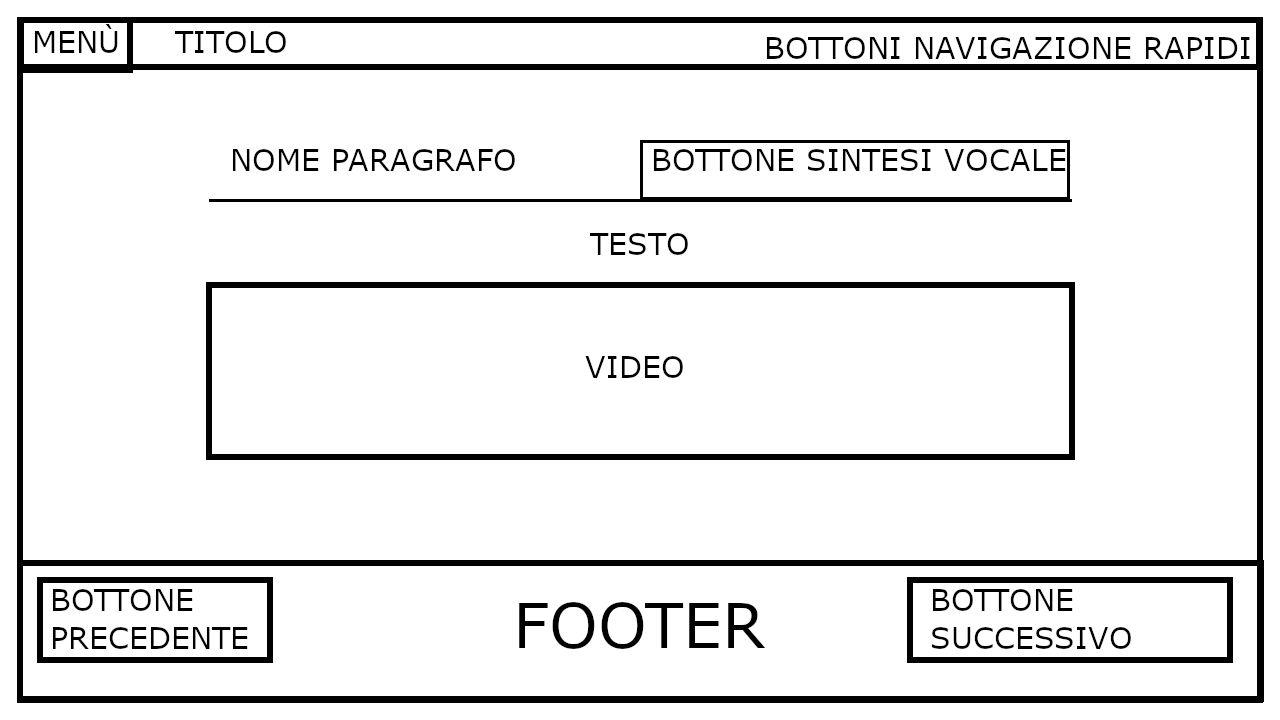 MENÙ
TITOLO
BOTTONI NAVIGAZIONE RAPIDI
NOME PARAGRAFO
BOTTONE SINTESI VOCALE
TESTO
VIDEO
BOTTONE
PRECEDENTE
FOOTER
BOTTONE
SUCCESSIVO